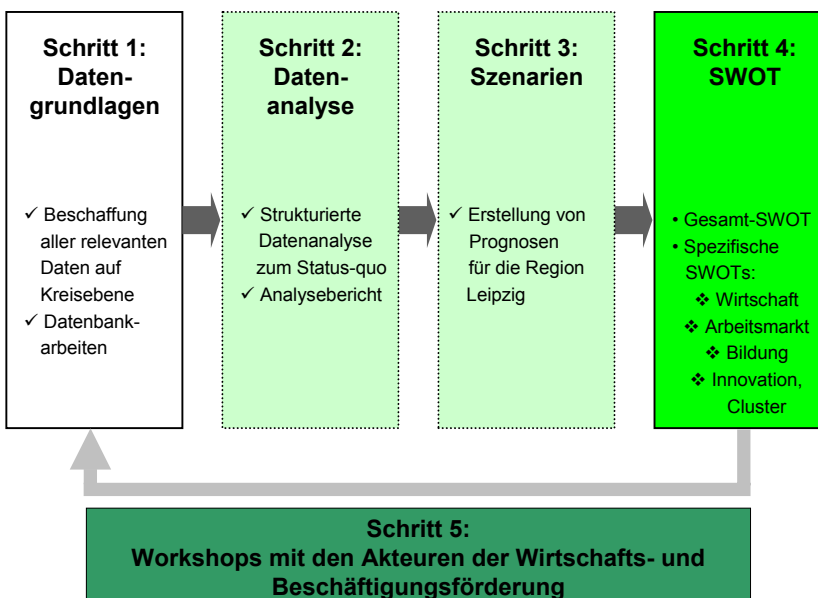 Schritt 1:
Daten-
grundlagen
✓ Beschaffung
aller relevanten
Daten auf
Kreisebene
✓ Datenbank-
arbeiten
Schritt 2:
Daten-
analyse
✓ Strukturierte
Datenanalyse
zum Status-quo
✓ Analysebericht
Schritt 3:
Szenarien
✓ Erstellung von
Prognosen
für die Region
Leipzig
Schritt 4:
SWOT
• Gesamt-SWOT
• Spezifische
SWOTs:
❖ Wirtschaft
❖ Arbeitsmarkt
❖ Bildung
❖ Innovation,
Cluster
Schritt 5:
Workshops mit den Akteuren der Wirtschafts- und
Beschäftigungsförderung